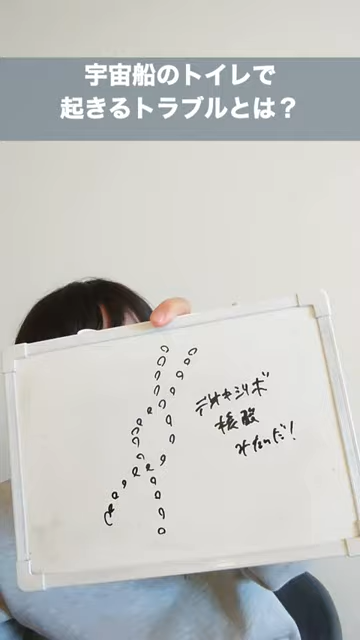 宇宙船のトイレで
起きるトラブルとは？
デオキシリボ
核酸
みたいだ！